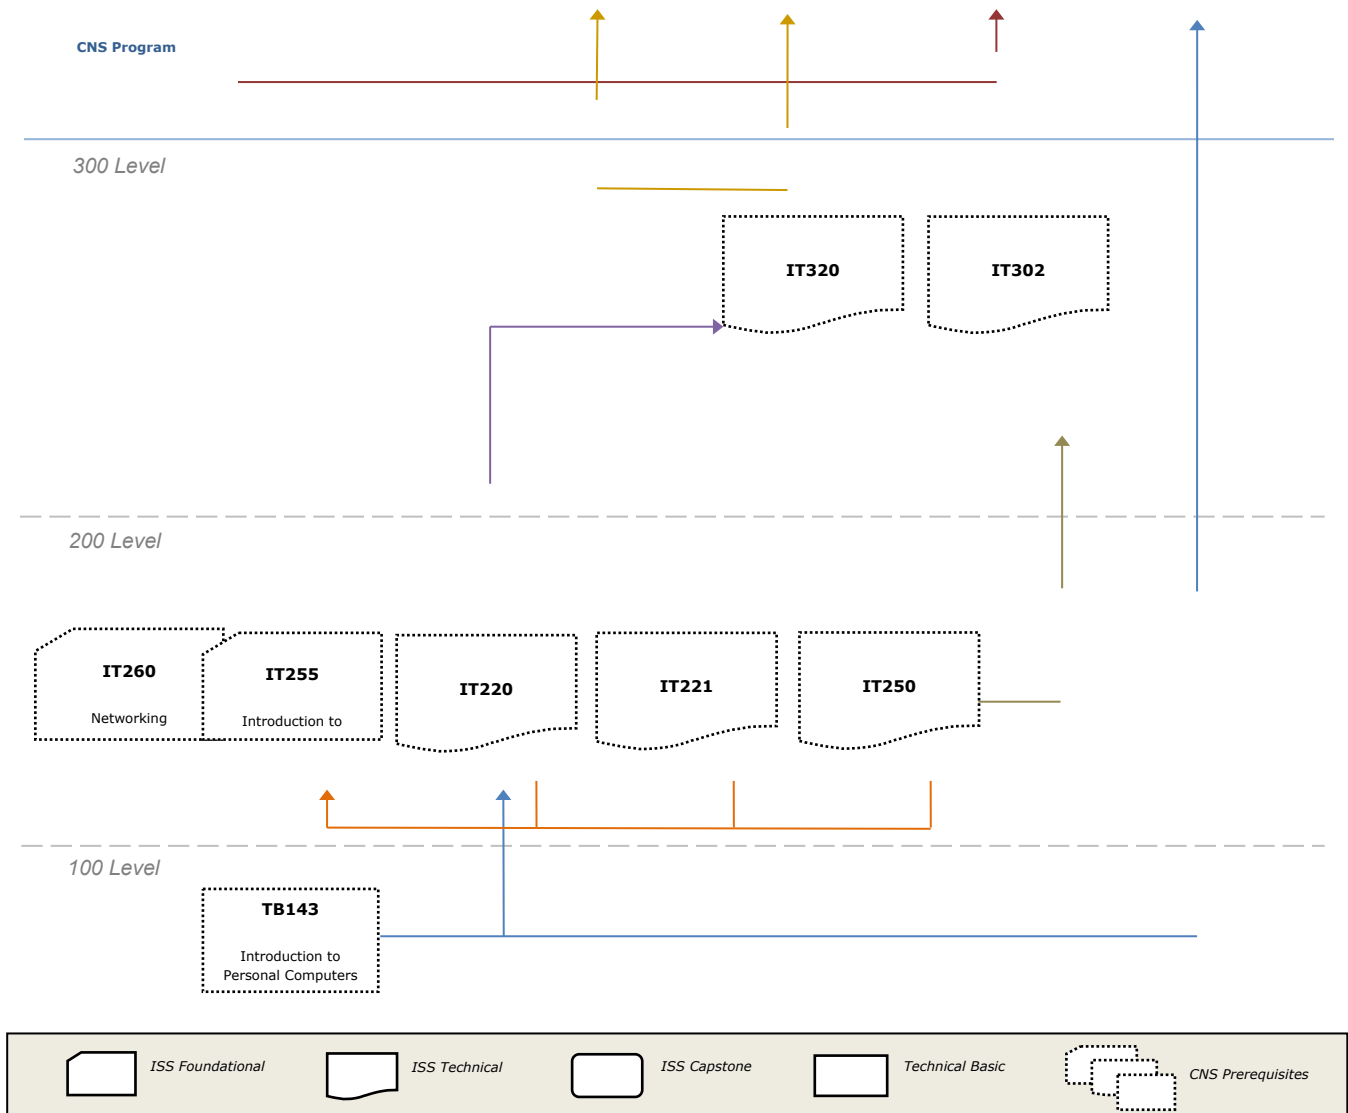 CNS Program
300 Level
IT320
IT302
200 Level
IT260
Networking
IT255
Introduction to
IT220
IT221
IT250
100 Level
TB143
Introduction to
Personal Computers
ISS Foundational
ISS Technical
ISS Capstone
Technical Basic
CNS Prerequisites